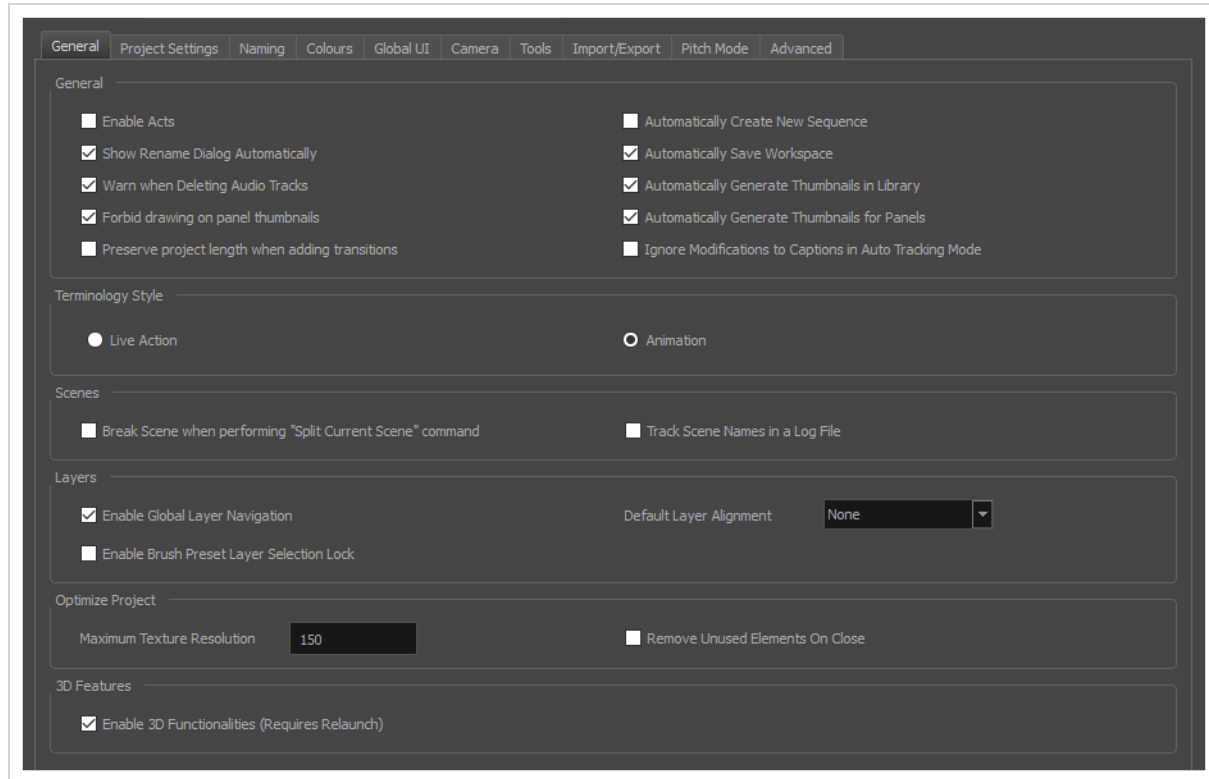 General Project Settings Naming Colours Global UI Camera Tools Import/Export Pitch Mode Advanced
General
Enable Acts
Automatically Create New Sequence
Show Rename Dialog Automatically
Automatically Save Workspace
Warn when Deleting Audio Tracks
Automatically Generate Thumbnails in Library
Forbid drawing on panel thumbnails
Automatically Generate Thumbnails for Panels
Preserve project length when adding transitions
Ignore Modifications to Captions in Auto Tracking Mode
Terminology Style
Live Action
Animation
Scenes
Break Scene when performing "Split Current Scene" command
Track Scene Names in a Log File
Layers
Enable Global Layer Navigation
Default Layer Alignment None
Enable Brush Preset Layer Selection Lock
Optimize Project
Maximum Texture Resolution 150
Remove Unused Elements On Close
3D Features
Enable 3D Functionalities (Requires Relaunch)